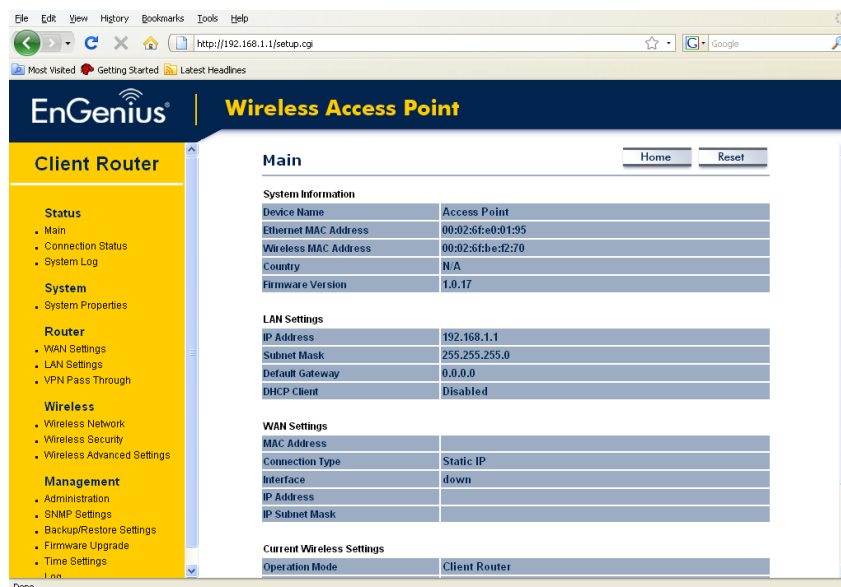 File Edit View History Bookmarks Tools Help
http://192.168.1.1/setup.cgi
G Google
Most Visited Getting Started Latest Headlines
EnGenius® Wireless Access Point
Client Router
Status
Main
Connection Status
System Log
System
System Properties
Router
WAN Settings
LAN Settings
VPN Pass Through
Wireless
Wireless Network
Wireless Security
Wireless Advanced Settings
Management
Administration
SNMP Settings
Backup/Restore Settings
Firmware Upgrade
Time Settings
Log
Main Home Reset
System Information
Device Name Access Point
Ethernet MAC Address 00:02:6f:e0:01:95
Wireless MAC Address 00:02:6f:be:f2:70
Country N/A
Firmware Version 1.0.17
LAN Settings
IP Address 192.168.1.1
Subnet Mask 255.255.255.0
Default Gateway 0.0.0.0
DHCP Client Disabled
WAN Settings
MAC Address
Connection Type Static IP
Interface down
IP Address
IP Subnet Mask
Current Wireless Settings
Operation Mode Client Router
Done